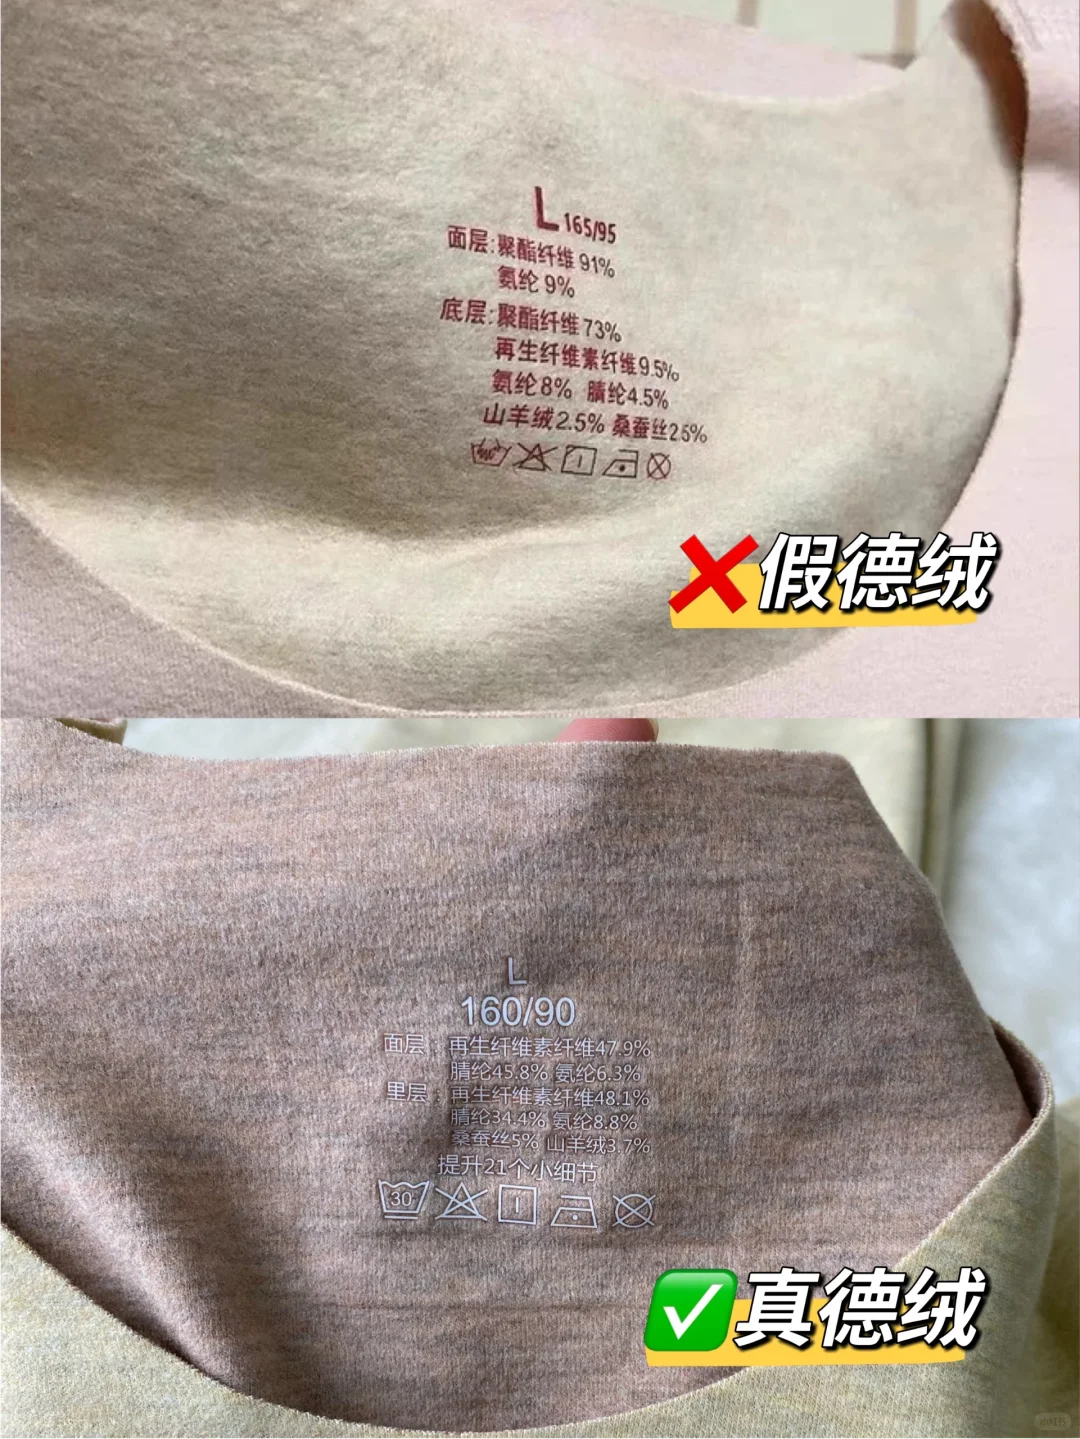 L 165/95
面层:聚酯纤维 91%
氨纶 9%
底层:聚酯纤维 73%
再生纤维素纤维9.5%
氨纶8% 腈纶4.5%
山羊绒2.5% 桑蚕丝2.5%
❌假德绒
L
160/90
面层:再生纤维素纤维47.9%
腈纶45.8% 氨纶6.3%
里层:再生纤维素纤维48.1%
腈纶34.4% 氨纶8.8%
桑蚕丝5% 山羊绒3.7%
提升21个小细节
30
✅真德绒
小红书